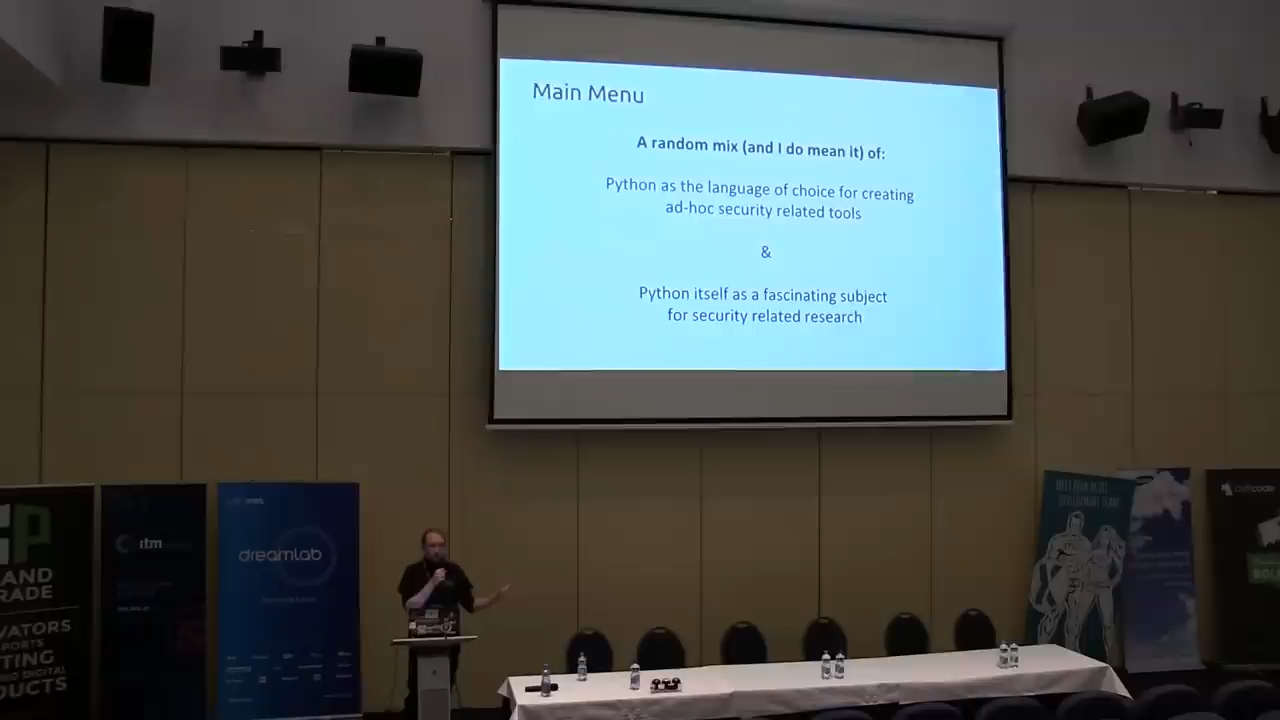 Main Menu
A random mix (and I do mean it) of:
Python as the language of choice for creating
ad-hoc security related tools
&
Python itself as a fascinating subject
for security related research
AND
RADE
VATORS
PORTS
TING
DIGITAL
DUCTS
itm
dreamlab